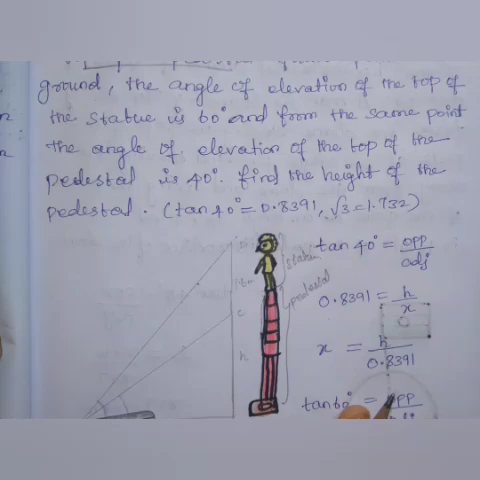 ground, the angle of elevation of the top of
the statue is 60° and from the same point
the angle of elevation of the top of the
pedestal is 40°. find the height of the
pedestal. (tan 40° = 0.8391, √3 = 1.732)
tan 40° = opp/adj
statue
pedestal
0.8391 = h/x
c
h
x = h/0.8391
tan 60° = opp